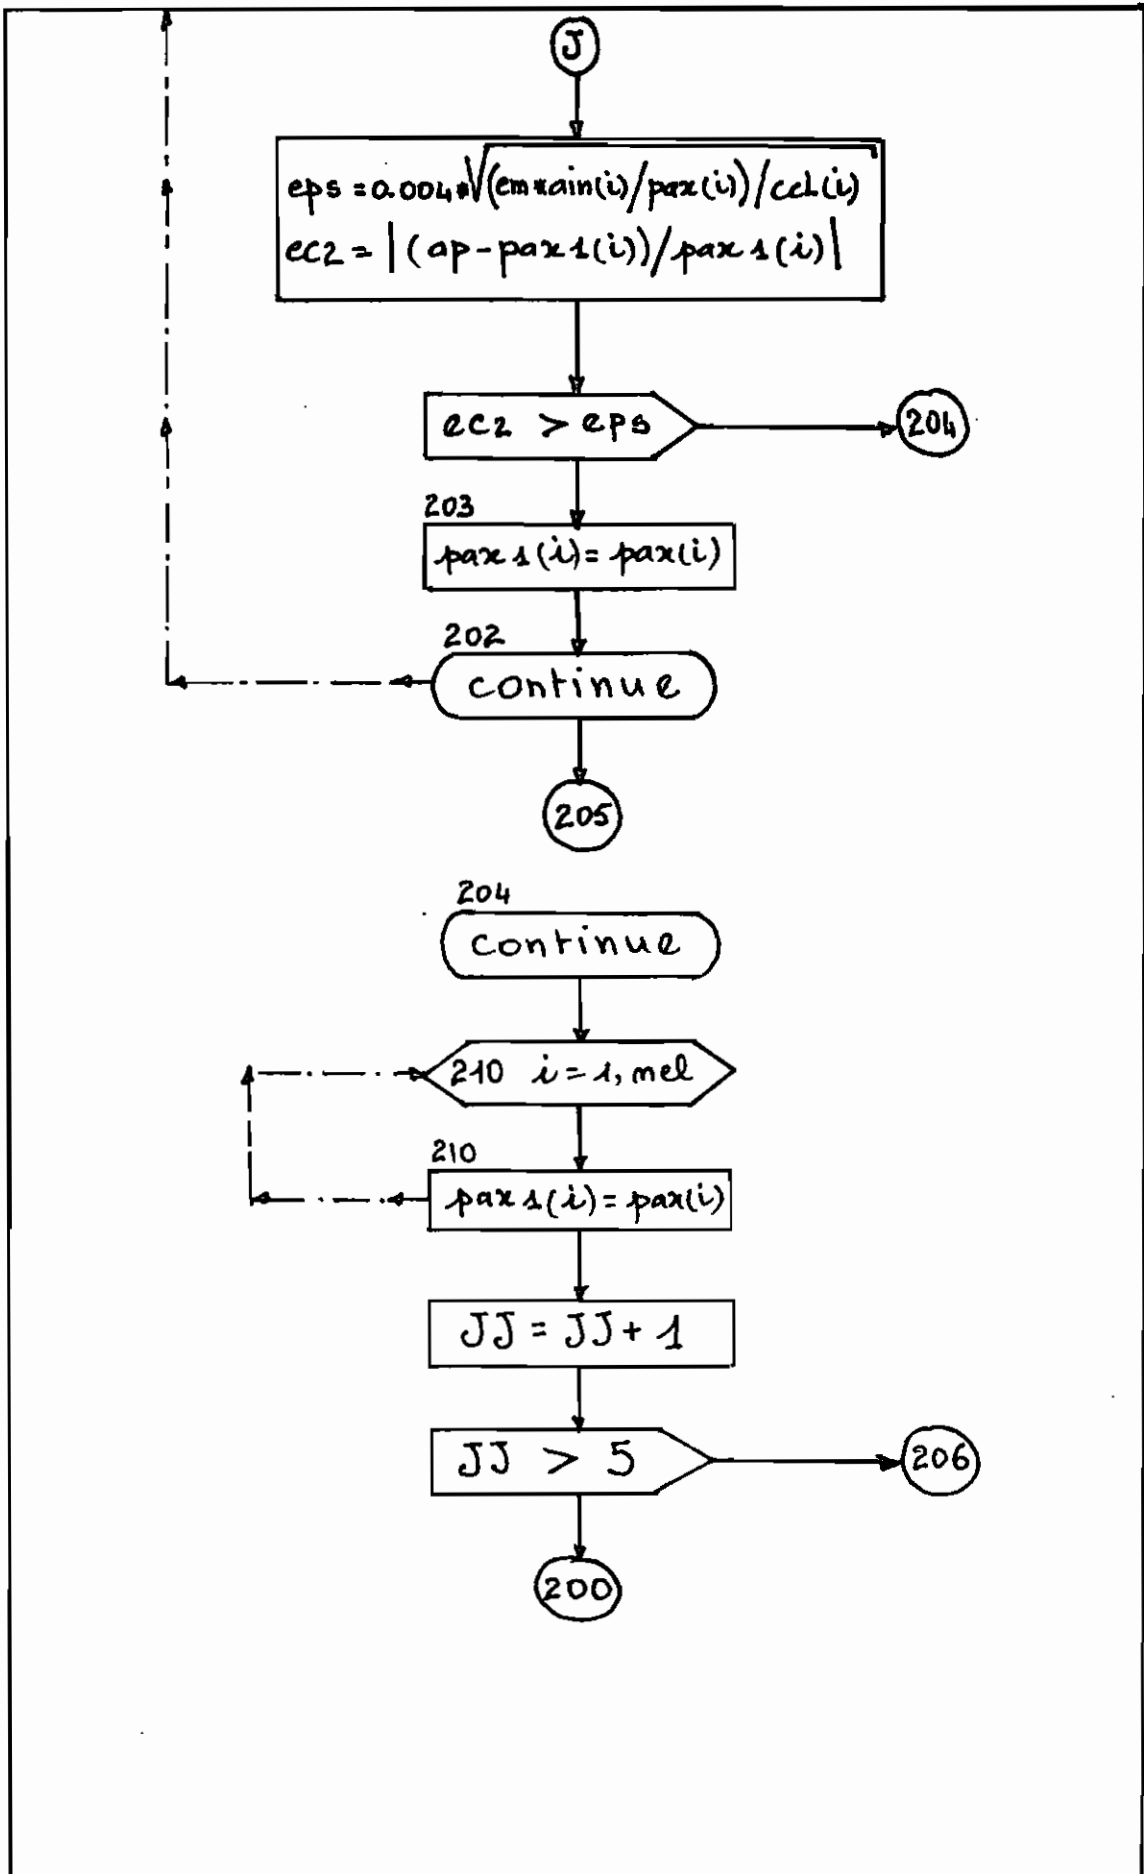 J
eps=0.004*√(em*ain(i)/pax(i))/ccl(i)
ec2=|(ap-pax1(i))/pax1(i)|
ec2 > eps
204
203
pax1(i)=pax(i)
202
continue
205
204
continue
210 i=1, nel
210
pax1(i)=pax(i)
JJ = JJ + 1
JJ > 5
206
200